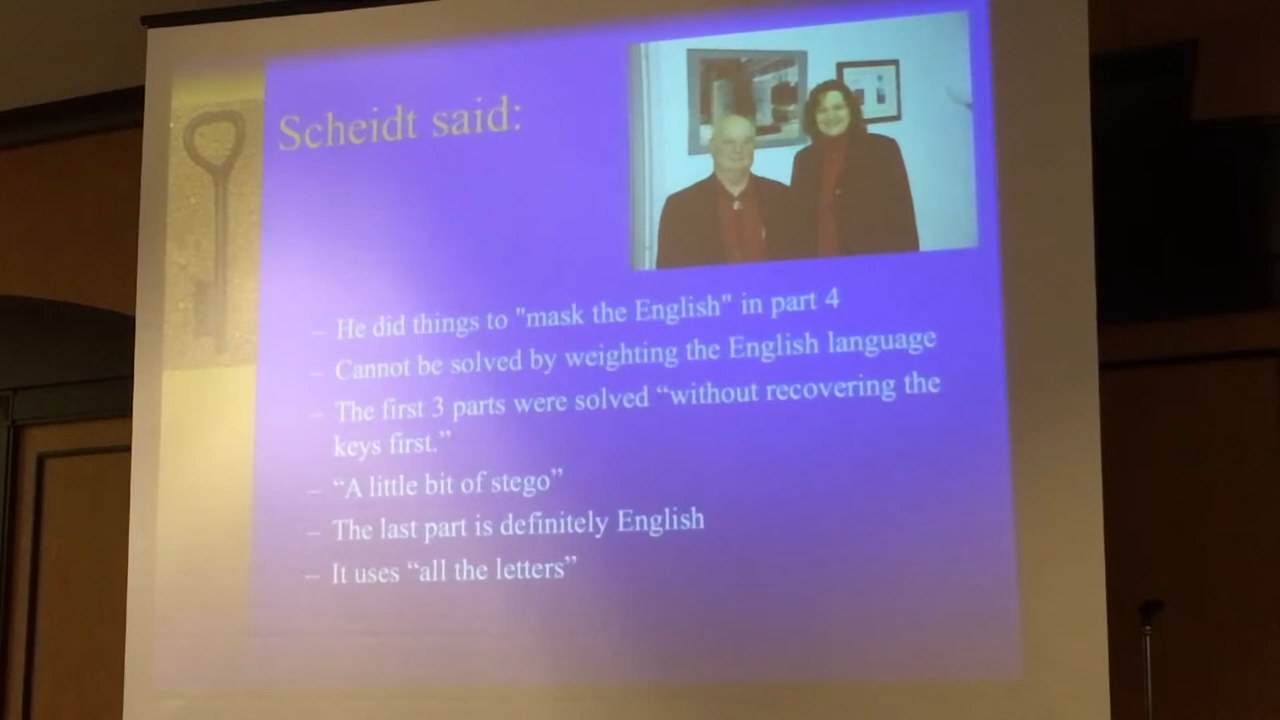 Scheidt said:
– He did things to "mask the English" in part 4
– Cannot be solved by weighting the English language
– The first 3 parts were solved “without recovering the
keys first.”
– “A little bit of stego”
– The last part is definitely English
– It uses “all the letters”